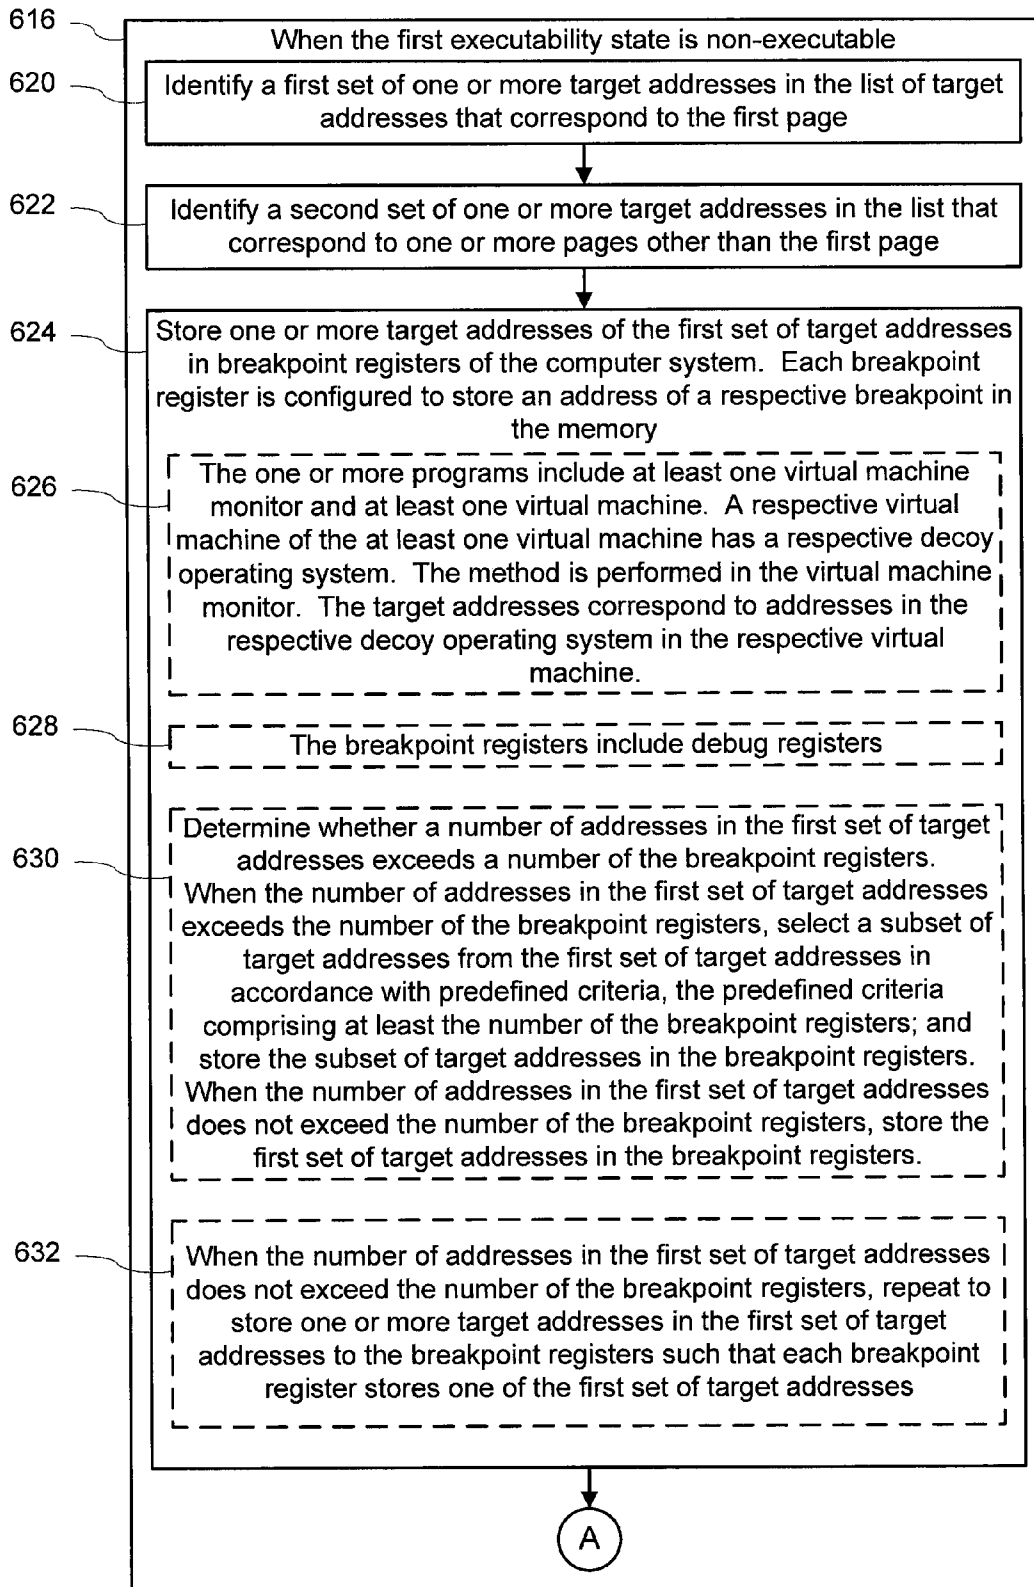 616
When the first executability state is non-executable
620
Identify a first set of one or more target addresses in the list of target
addresses that correspond to the first page
622
Identify a second set of one or more target addresses in the list that
correspond to one or more pages other than the first page
624
Store one or more target addresses of the first set of target addresses
in breakpoint registers of the computer system. Each breakpoint
register is configured to store an address of a respective breakpoint in
the memory
626
The one or more programs include at least one virtual machine
monitor and at least one virtual machine. A respective virtual
machine of the at least one virtual machine has a respective decoy
operating system. The method is performed in the virtual machine
monitor. The target addresses correspond to addresses in the
respective decoy operating system in the respective virtual
machine.
628
The breakpoint registers include debug registers
630
Determine whether a number of addresses in the first set of target
addresses exceeds a number of the breakpoint registers.
When the number of addresses in the first set of target addresses
exceeds the number of the breakpoint registers, select a subset of
target addresses from the first set of target addresses in
accordance with predefined criteria, the predefined criteria
comprising at least the number of the breakpoint registers; and
store the subset of target addresses in the breakpoint registers.
When the number of addresses in the first set of target addresses
does not exceed the number of the breakpoint registers, store the
first set of target addresses in the breakpoint registers.
632
When the number of addresses in the first set of target addresses
does not exceed the number of the breakpoint registers, repeat to
store one or more target addresses in the first set of target
addresses to the breakpoint registers such that each breakpoint
register stores one of the first set of target addresses
A